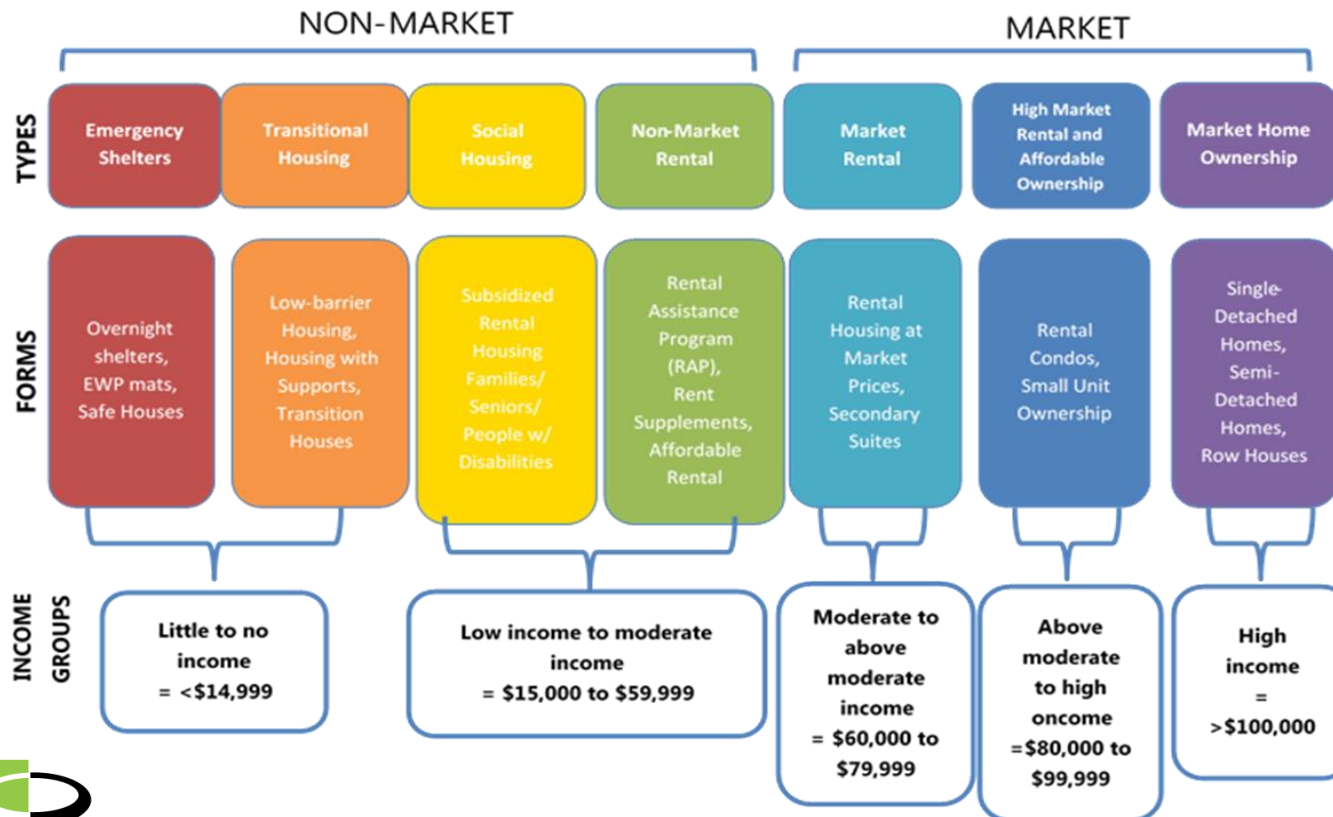 NON-MARKET
MARKET
TYPES
Emergency
Shelters
Transitional
Housing
Social
Housing
Non-Market
Rental
Market
Rental
High Market
Rental and
Affordable
Ownership
Market Home
Ownership
FORMS
Overnight
shelters,
EWP mats,
Safe Houses
Low-barrier
Housing,
Housing with
Supports,
Transition
Houses
Subsidized
Rental
Housing
Families/
Seniors/
People w/
Disabilities
Rental
Assistance
Program
(RAP),
Rent
Supplements,
Affordable
Rental
Rental
Housing at
Market
Prices,
Secondary
Suites
Rental
Condos,
Small Unit
Ownership
Single-
Detached
Homes,
Semi-
Detached
Homes,
Row Houses
INCOME
GROUPS
Little to no
income
= <$14,999
Low income to moderate
income
= $15,000 to $59,999
Moderate to
above
moderate
income
= $60,000 to
$79,999
Above
moderate
to high
oncome
=$80,000 to
$99,999
High
income
=
>$100,000